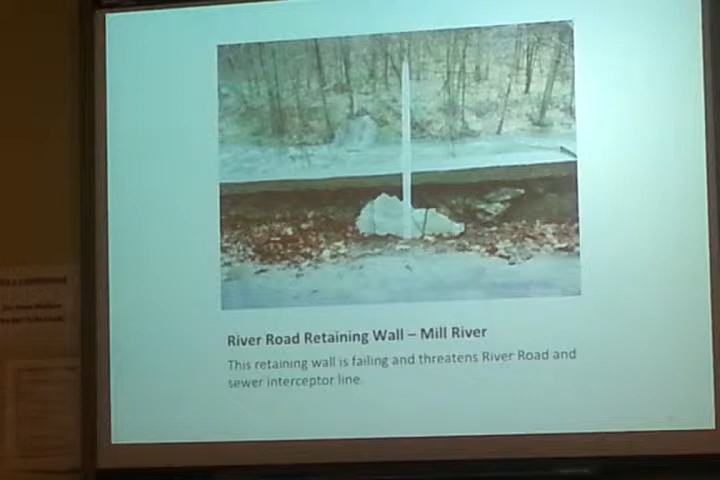 River Road Retaining Wall – Mill River
This retaining wall is failing and threatens River Road and
sewer interceptor line.